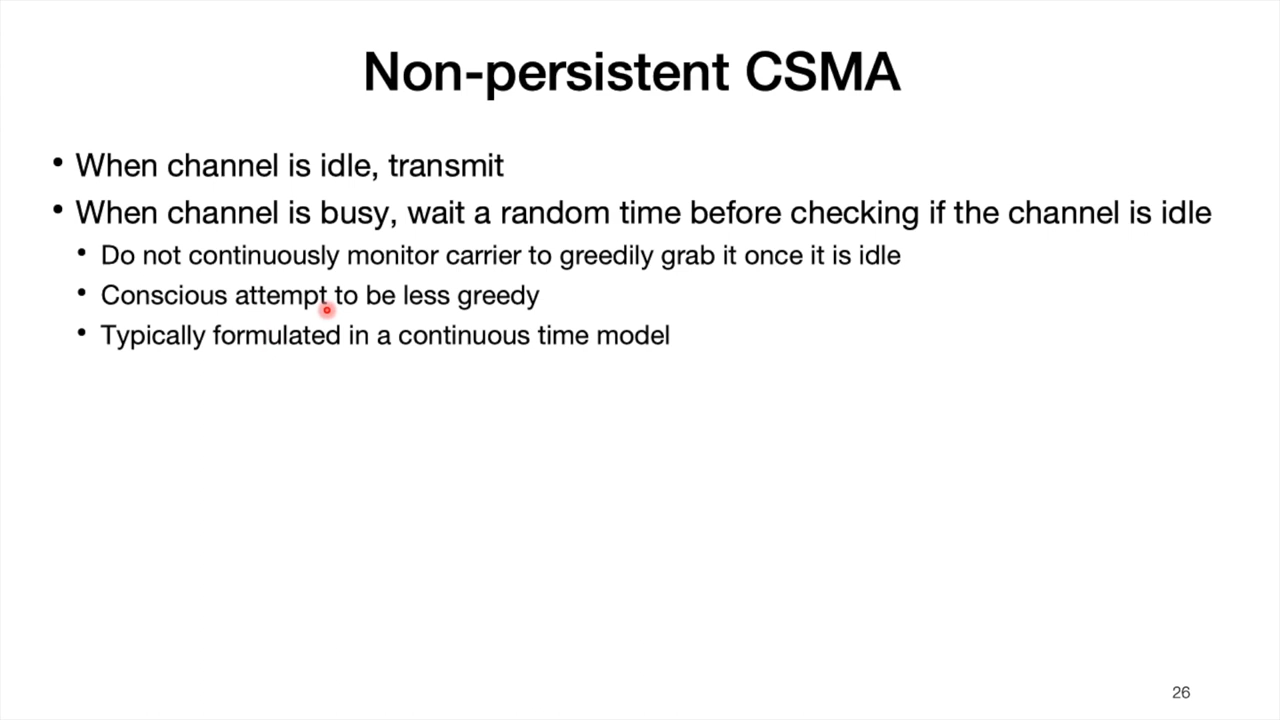 Non-persistent CSMA
• When channel is idle, transmit
• When channel is busy, wait a random time before checking if the channel is idle
• Do not continuously monitor carrier to greedily grab it once it is idle
• Conscious attempt to be less greedy
• Typically formulated in a continuous time model
26